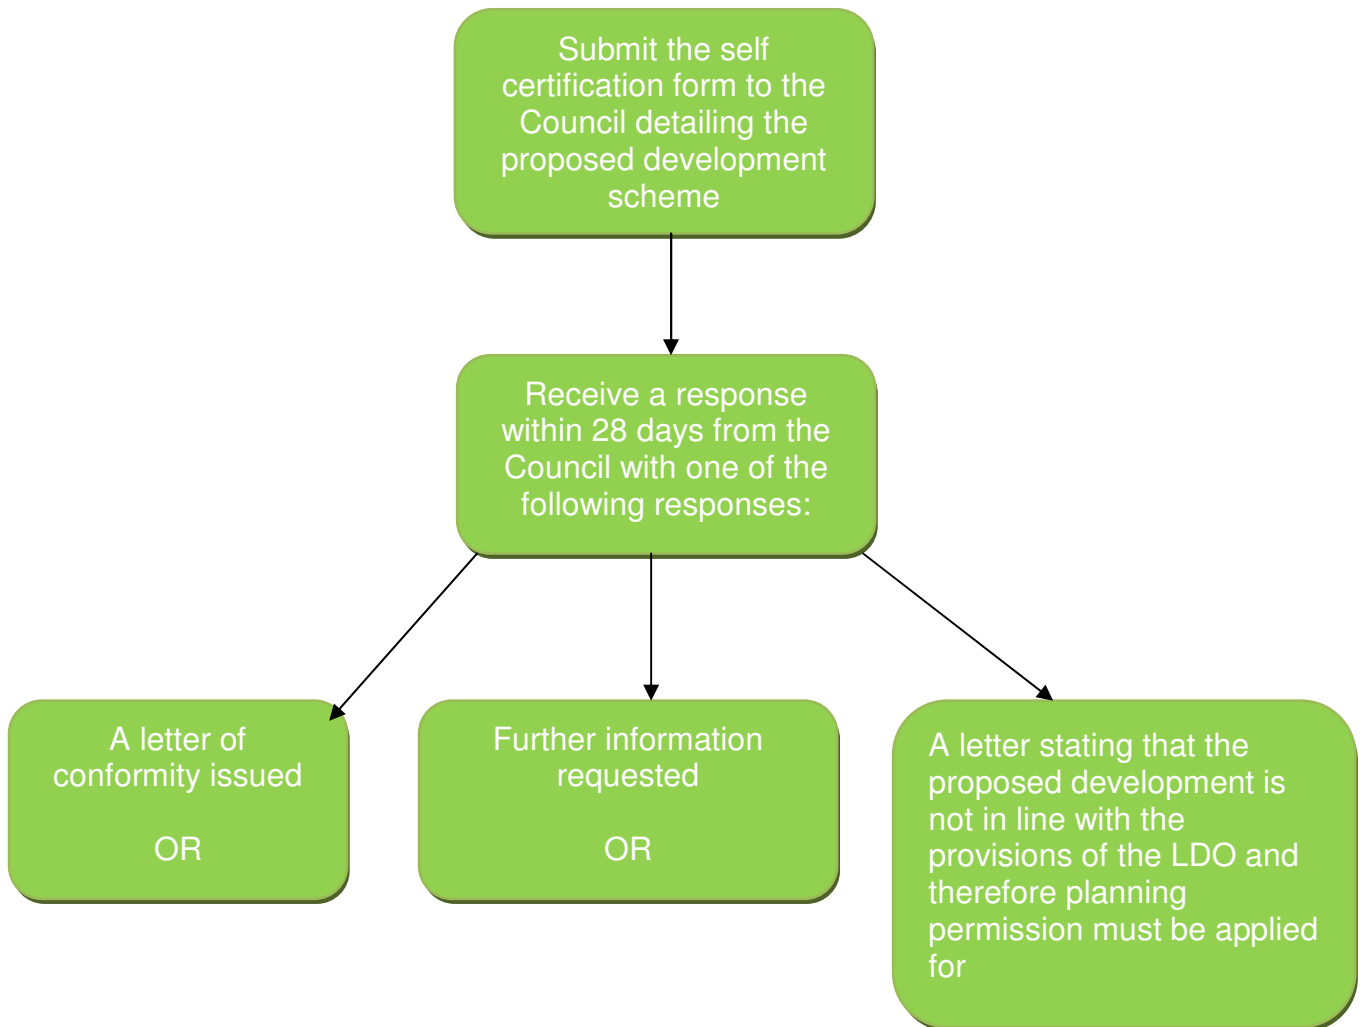 Submit the self
certification form to the
Council detailing the
proposed development
scheme
Receive a response
within 28 days from the
Council with one of the
following responses:
A letter of
conformity issued
OR
Further information
requested
OR
A letter stating that the
proposed development is
not in line with the
provisions of the LDO and
therefore planning
permission must be applied
for